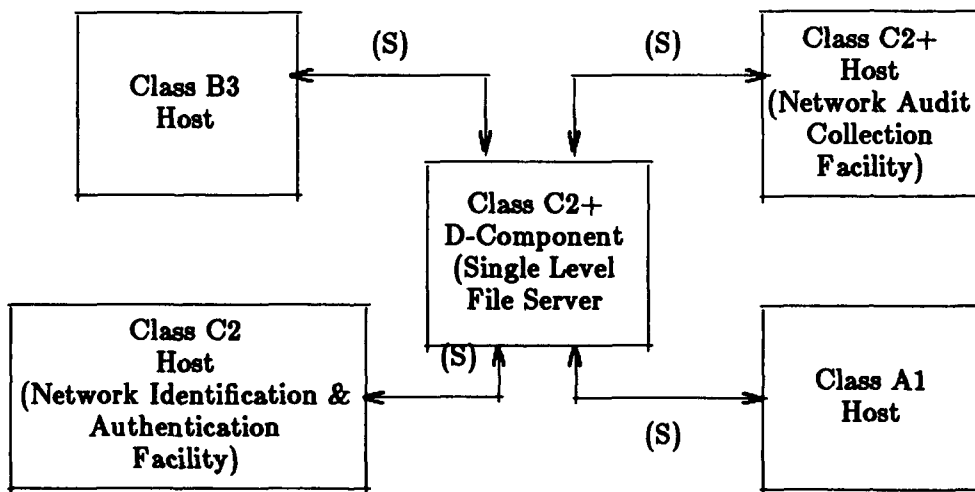 Class B3
Host
(S)
(S)
Class C2+
Host
(Network Audit
Collection
Facility)
Class C2+
D-Component
(Single Level
File Server
Class C2
Host
(Network Identification &
Authentication
Facility)
(S)
(S)
Class A1
Host